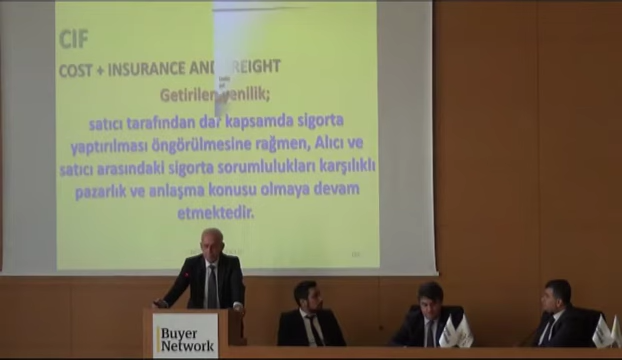 CIF
COST + INSURANCE AND FREIGHT
Getirilen yenilik;
satıcı tarafından dar kapsamda sigorta
yaptırılması öngörülmesine rağmen, Alıcı ve
satıcı arasındaki sigorta sorumlulukları karşılıklı
pazarlık ve anlaşma konusu olmaya devam
etmektedir.
Buyer
Network